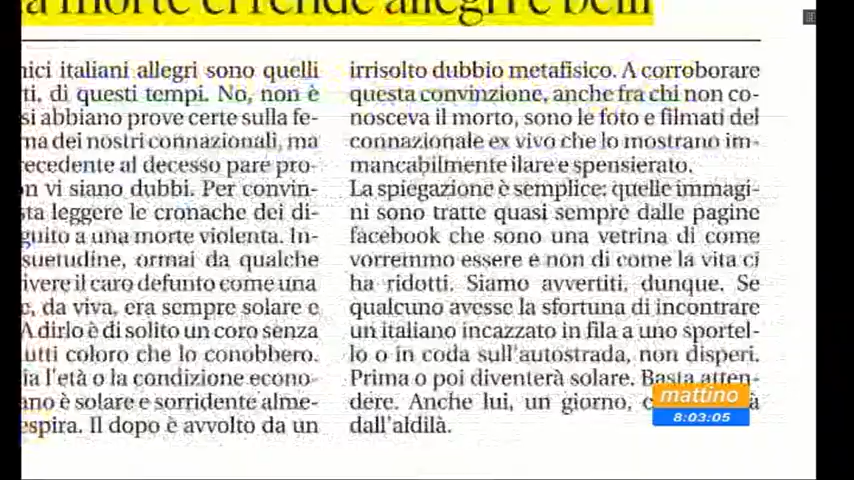 a morte ci rende allegri e belli
nici italiani allegri sono quelli
ti, di questi tempi. No, non è
si abbiano prove certe sulla fe-
na dei nostri connazionali, ma
recedente al decesso pare pro-
n vi siano dubbi. Per convin-
sta leggere le cronache dei di-
guito a una morte violenta. In-
suetudine, ormai da qualche
ivere il caro defunto come una
e, da viva, era sempre solare e
A dirlo è di solito un coro senza
tutti coloro che lo conobbero.
ia l'età o la condizione econo-
ano è solare e sorridente alme-
espira. Il dopo è avvolto da un
irrisolto dubbio metafisico. A corroborare
questa convinzione, anche fra chi non co-
nosceva il morto, sono le foto e filmati del
connazionale ex vivo che lo mostrano im-
mancabilmente ilare e spensierato.
La spiegazione è semplice: quelle immagi-
ni sono tratte quasi sempre dalle pagine
facebook che sono una vetrina di come
vorremmo essere e non di come la vita ci
ha ridotti. Siamo avvertiti, dunque. Se
qualcuno avesse la sfortuna di incontrare
un italiano incazzato in fila a uno sportel-
lo o in coda sull'autostrada, non disperi.
Prima o poi diventerà solare. Basta atten-
dere. Anche lui, un giorno,
dall'aldilà.
mattino
8:03:05